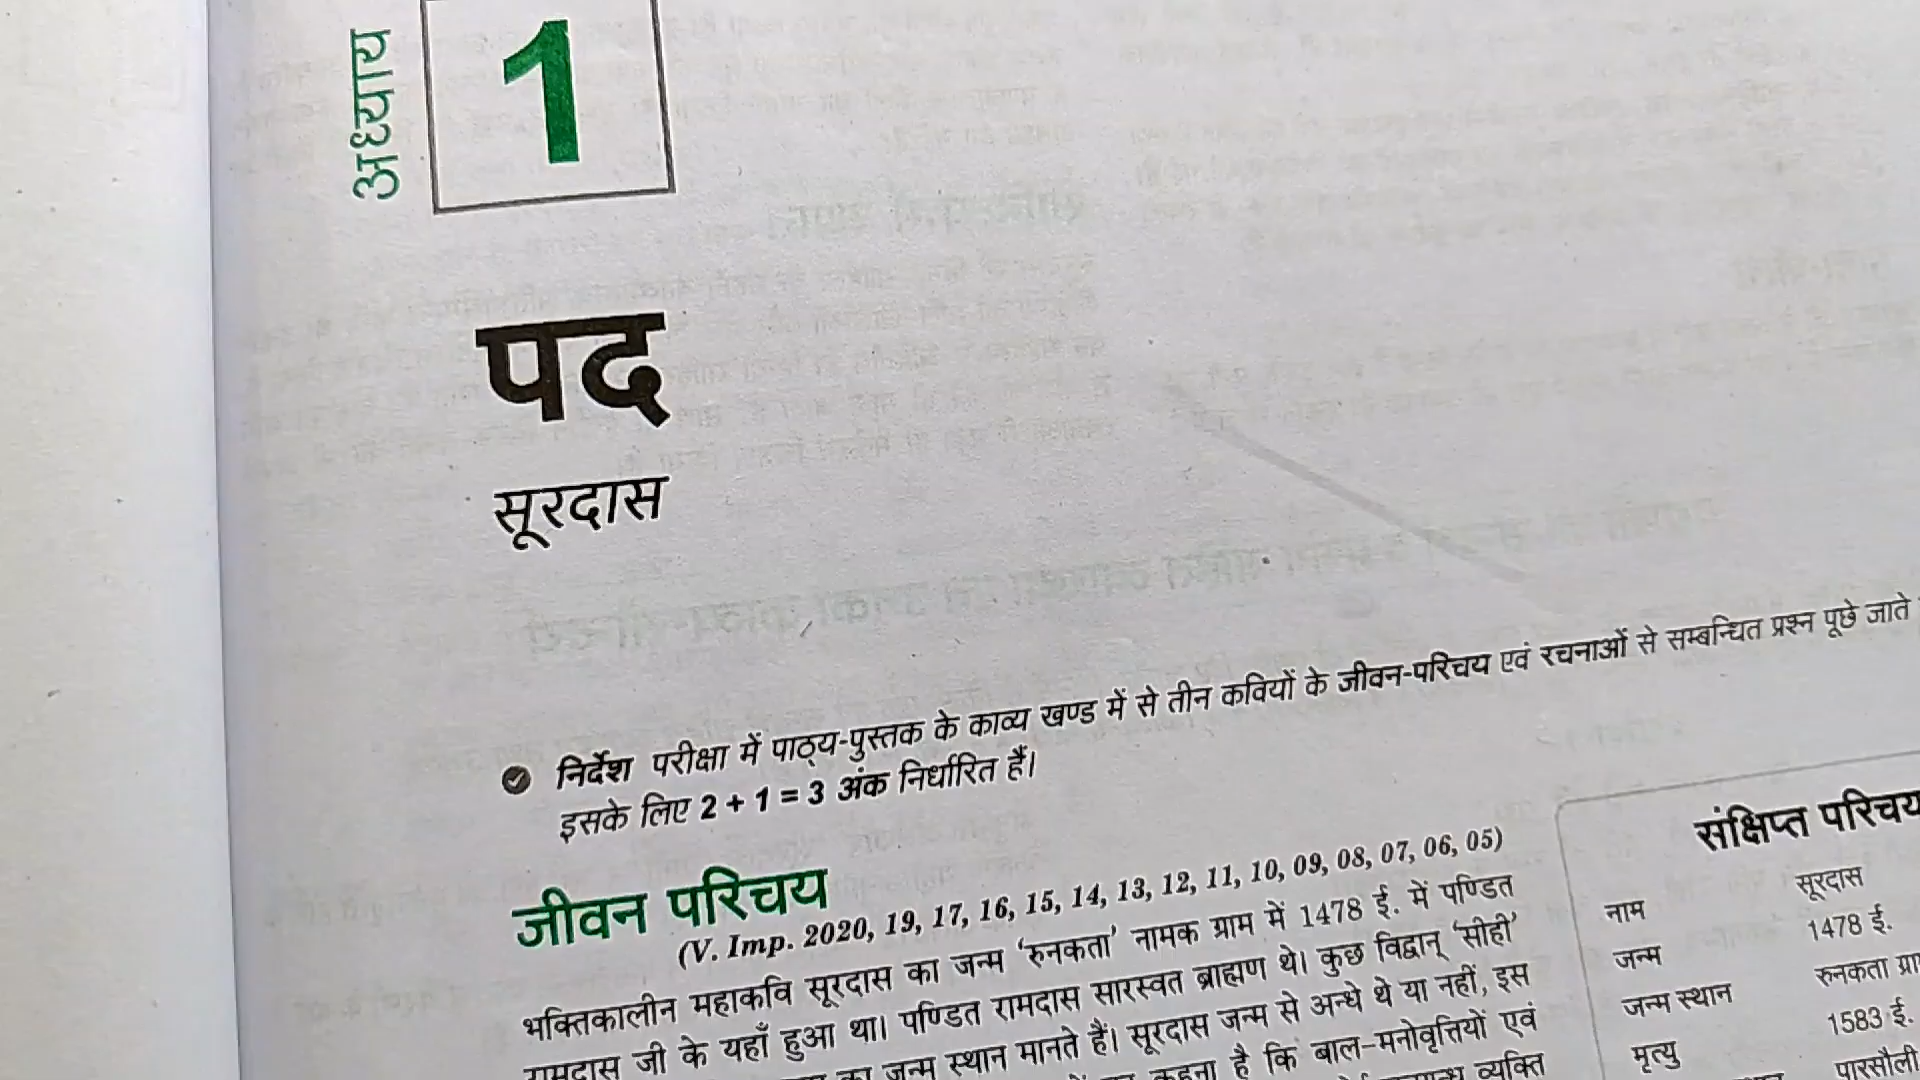 अध्याय
1
पद
सूरदास
निर्देश परीक्षा में पाठ्य-पुस्तक के काव्य खण्ड में से तीन कवियों के जीवन-परिचय एवं रचनाओं से सम्बन्धित प्रश्न पूछे जाते
इसके लिए 2 + 1 = 3 अंक निर्धारित हैं।
जीवन परिचय
(V. Imp. 2020, 19, 17, 16, 15, 14, 13, 12, 11, 10, 09, 08, 07, 06, 05)
भक्तिकालीन महाकवि सूरदास का जन्म ‘रुनकता’ नामक ग्राम में 1478 ई. में पण्डित
रामदास जी के यहाँ हुआ था। पण्डित रामदास सारस्वत ब्राह्मण थे। कुछ विद्वान् ‘सीही’
का जन्म स्थान मानते हैं। सूरदास जन्म से अन्धे थे या नहीं, इस
कहना है कि बाल-मनोवृत्तियों एवं
व्यक्ति
संक्षिप्त परिचय
नाम सूरदास
जन्म 1478 ई.
जन्म स्थान रुनकता
मृत्यु 1583 ई.
पारसौली